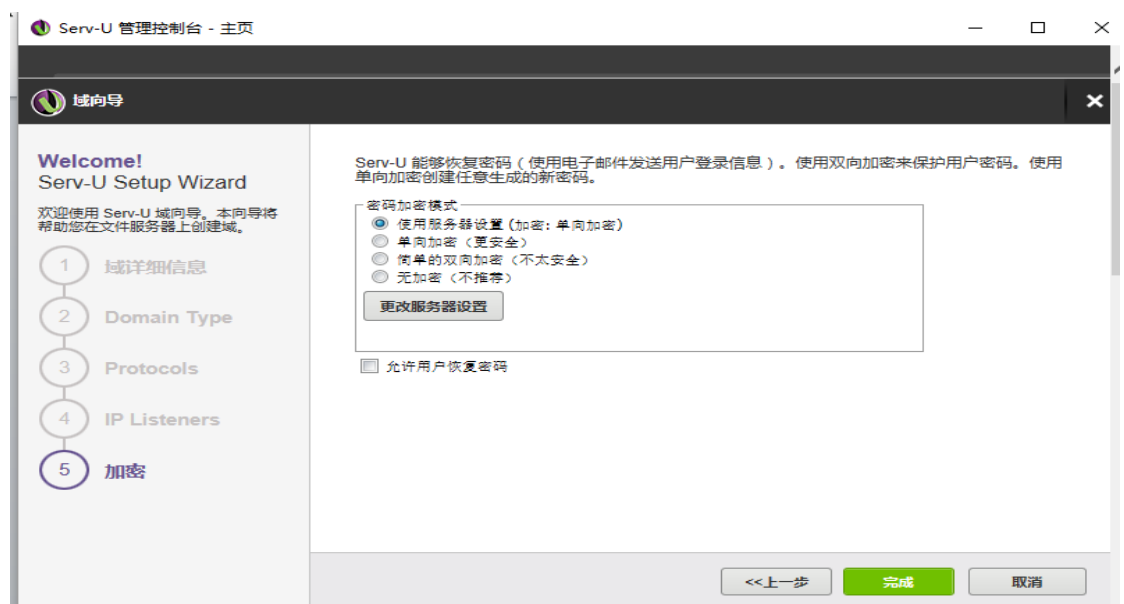 Serv-U 管理控制台 - 主页
域向导
Welcome!
Serv-U Setup Wizard
欢迎使用 Serv-U 域向导。本向导将
帮助您在文件服务器上创建域。
1 域详细信息
2 Domain Type
3 Protocols
4 IP Listeners
5 加密
Serv-U 能够恢复密码（使用电子邮件发送用户登录信息）。使用双向加密来保护用户密码。使用
单向加密创建任意生成的新密码。
密码加密模式
使用服务器设置(加密: 单向加密)
单向加密（更安全）
简单的双向加密（不太安全）
无加密（不推荐）
更改服务器设置
允许用户恢复密码
<<上一步 完成 取消